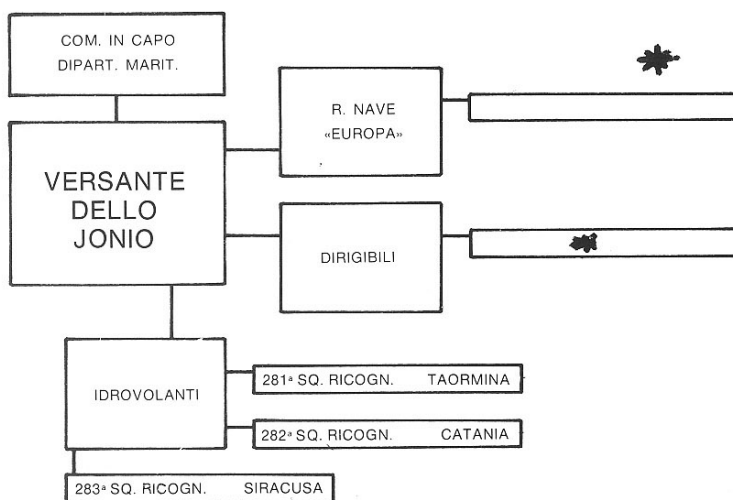 COM. IN CAPO
DIPART. MARIT.
R. NAVE
«EUROPA»
VERSANTE
DELLO
JONIO
DIRIGIBILI
IDROVOLANTI
281ª SQ. RICOGN. TAORMINA
282ª SQ. RICOGN. CATANIA
283ª SQ. RICOGN. SIRACUSA